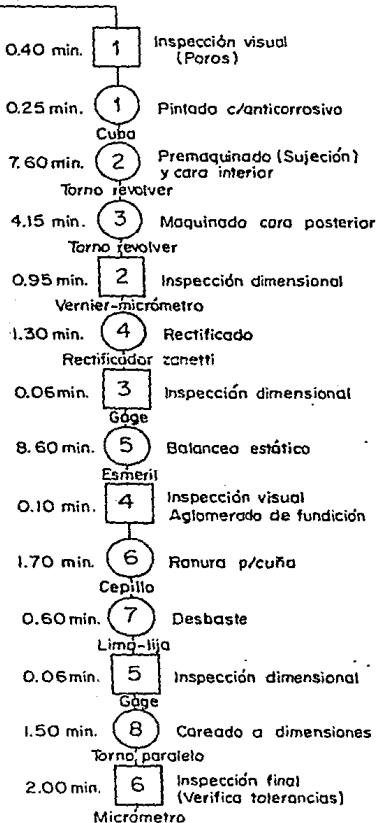 0.40 min. 1 Inspección visual
(Poros)
0.25 min. 1 Pintado c/anticorrosivo
Cuba
7.60 min. 2 Premaquinado (Sujeción)
y cara interior
Torno revolver
4.15 min. 3 Maquinado cara posterior
Torno revolver
0.95 min. 2 Inspección dimensional
Vernier-micrómetro
1.30 min. 4 Rectificado
Rectificador zanetti
0.06 min. 3 Inspección dimensional
Gage
8.60 min. 5 Balanceo estático
Esmeril
0.10 min. 4 Inspección visual
Aglomerado de fundición
1.70 min. 6 Ranura p/cuña
Cepillo
0.60 min. 7 Desbaste
Lima-lija
0.06 min. 5 Inspección dimensional
Gage
1.50 min. 8 Careado a dimensiones
Torno paralelo
2.00 min. 6 Inspección final
(Verifica tolerancias)
Micrómetro